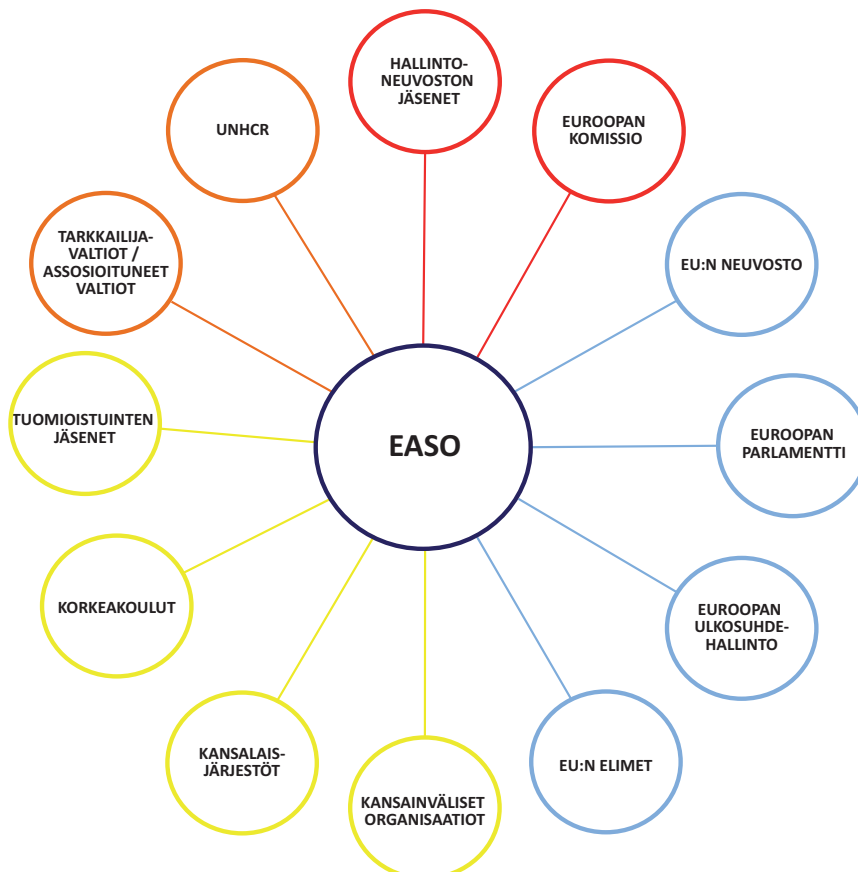 HALLINTO-
NEUVOSTON
JÄSENET
EUROOPAN
KOMISSIO
UNHCR
EU:N NEUVOSTO
TARKKAILIJA-
VALTIOT /
ASSOSIOITUNEET
VALTIOT
TUOMIOISTUINTEN
JÄSENET
EASO
EUROOPAN
PARLAMENTTI
KORKEAKOULUT
EUROOPAN
ULKOSUHDE-
HALLINTO
KANSALAIS-
JÄRJESTÖT
EU:N ELIMET
KANSAINVÄLISET
ORGANISAATIOT